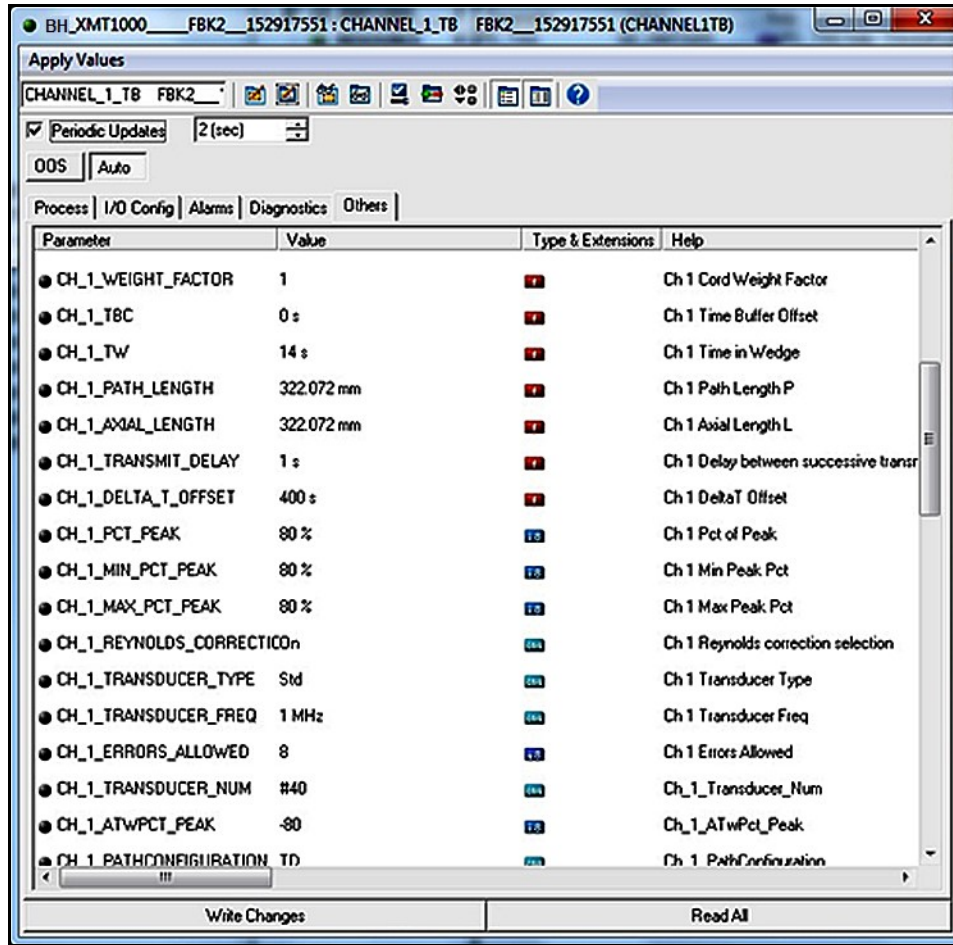 BH_XMT1000_____FBK2__152917551 : CHANNEL_1_TB    FBK2__152917551 (CHANNEL1TB)
Apply Values
CHANNEL_1_TB FBK2__
Periodic Updates 2 (sec)
OOS Auto
Process I/O Config Alarms Diagnostics Others
Parameter Value Type & Extensions Help
CH_1_WEIGHT_FACTOR 1 Ch 1 Cord Weight Factor
CH_1_TBC 0 s Ch 1 Time Buffer Offset
CH_1_TW 14 s Ch 1 Time in Wedge
CH_1_PATH_LENGTH 322.072 mm Ch 1 Path Length P
CH_1_AXIAL_LENGTH 322.072 mm Ch 1 Axial Length L
CH_1_TRANSMIT_DELAY 1 s Ch 1 Delay between successive transr
CH_1_DELTA_T_OFFSET 400 s Ch 1 DeltaT Offset
CH_1_PCT_PEAK 80 % Ch 1 Pct of Peak
CH_1_MIN_PCT_PEAK 80 % Ch 1 Min Peak Pct
CH_1_MAX_PCT_PEAK 80 % Ch 1 Max Peak Pct
CH_1_REYNOLDS_CORRECTIC On Ch 1 Reynolds correction selection
CH_1_TRANSDUCER_TYPE Std Ch 1 Transducer Type
CH_1_TRANSDUCER_FREQ 1 MHz Ch 1 Transducer Freq
CH_1_ERRORS_ALLOWED 8 Ch 1 Errors Allowed
CH_1_TRANSDUCER_NUM #40 Ch_1_Transducer_Num
CH_1_ATWPCT_PEAK -80 Ch_1_ATwPct_Peak
CH_1_PATHCONFIGURATION TD Ch_1_PathConfiguration
Write Changes Read All